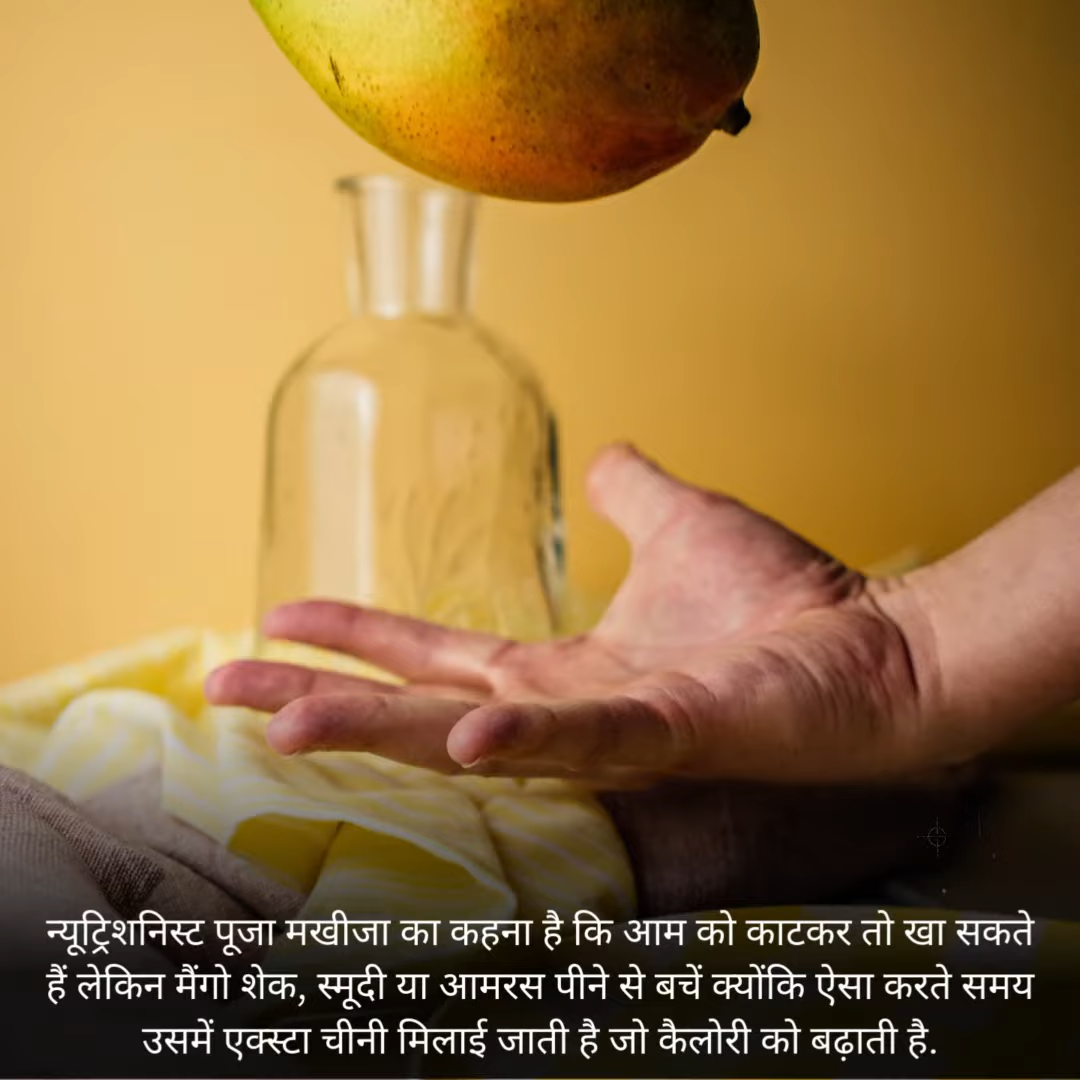 न्यूट्रिशनिस्ट पूजा मखीजा का कहना है कि आम को काटकर तो खा सकते
हैं लेकिन मैंगो शेक, स्मूदी या आमरस पीने से बचें क्योंकि ऐसा करते समय
उसमें एक्स्टा चीनी मिलाई जाती है जो कैलोरी को बढ़ाती है.